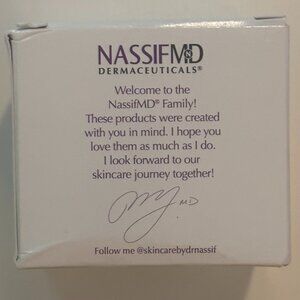 NASSIFMD
DERMACEUTICALS®
Welcome to the
NassifMD® Family!
These products were created
with you in mind. I hope you
love them as much as I do.
I look forward to our
skincare journey together!
MD
Follow me @skincarebydrnassif